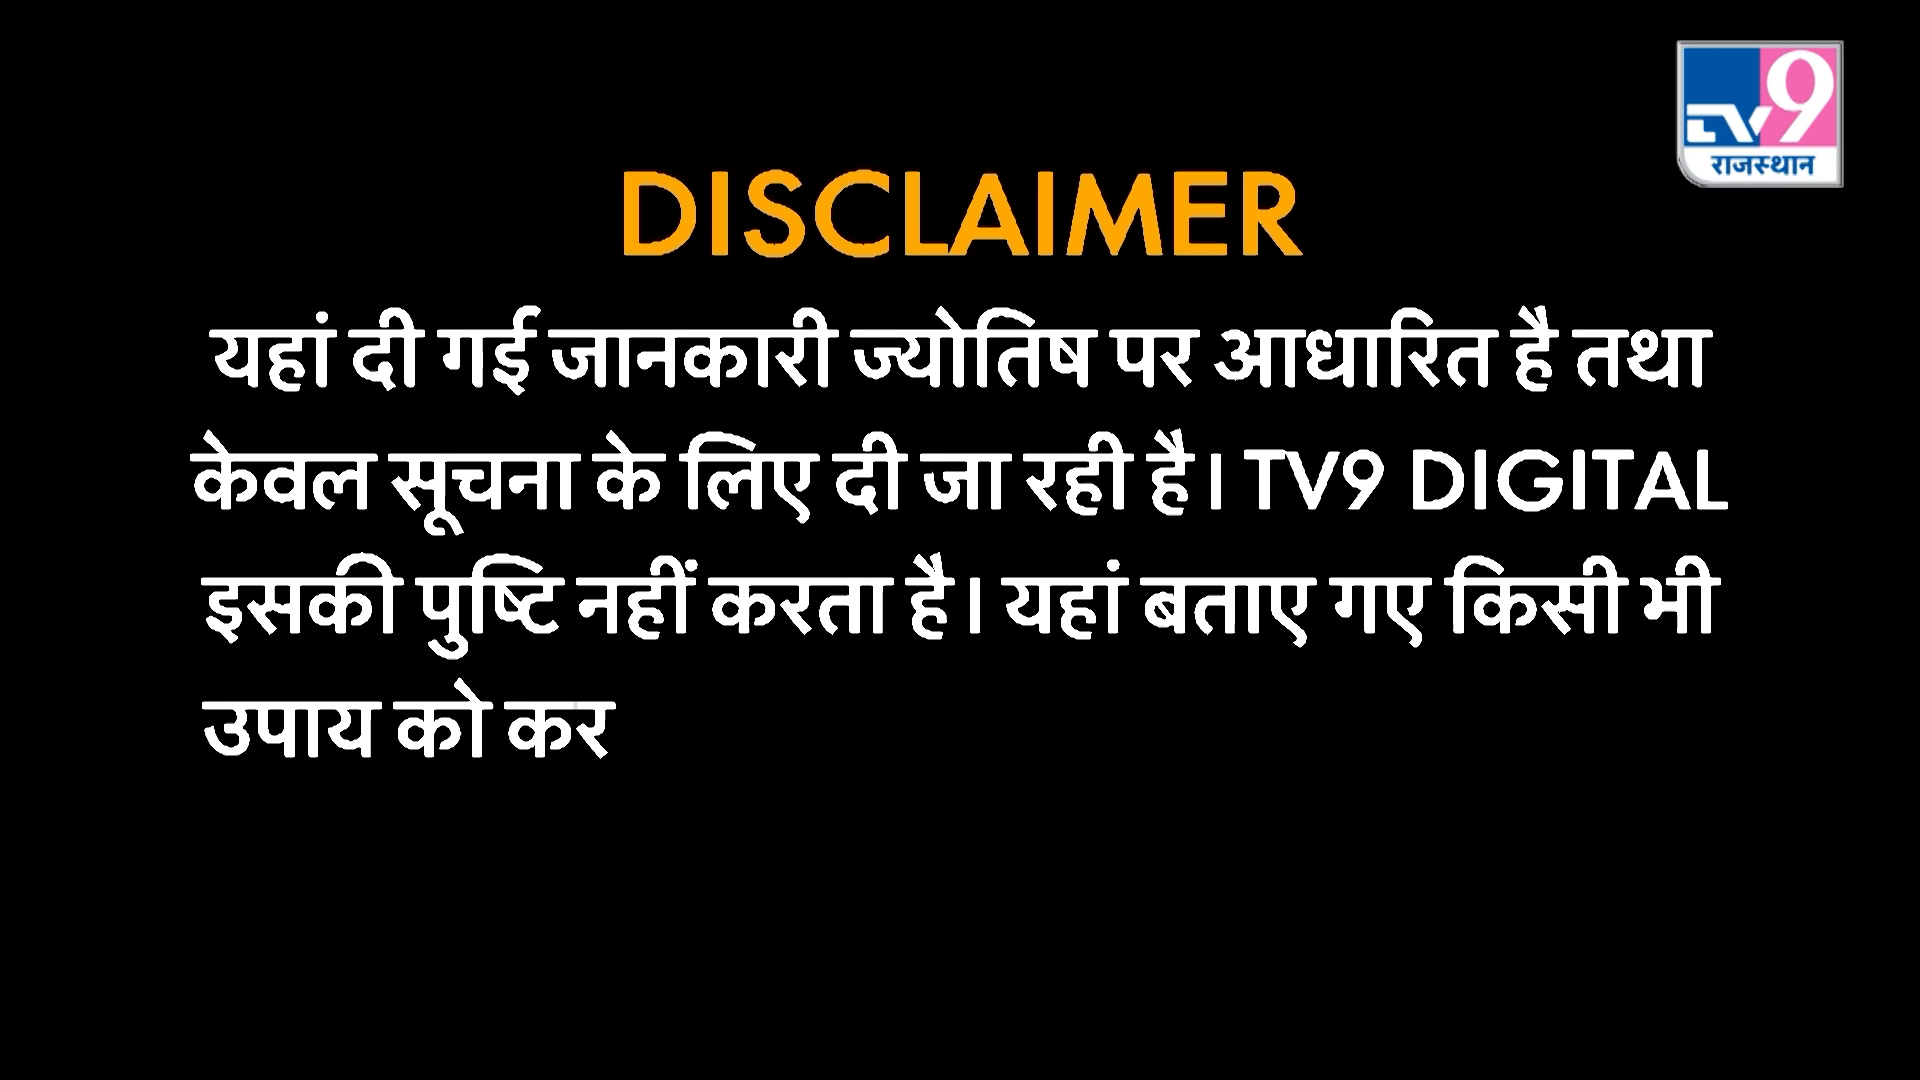 TV9
राजस्थान
DISCLAIMER
यहां दी गई जानकारी ज्योतिष पर आधारित है तथा
केवल सूचना के लिए दी जा रही है। TV9 DIGITAL
इसकी पुष्टि नहीं करता है। यहां बताए गए किसी भी
उपाय को कर